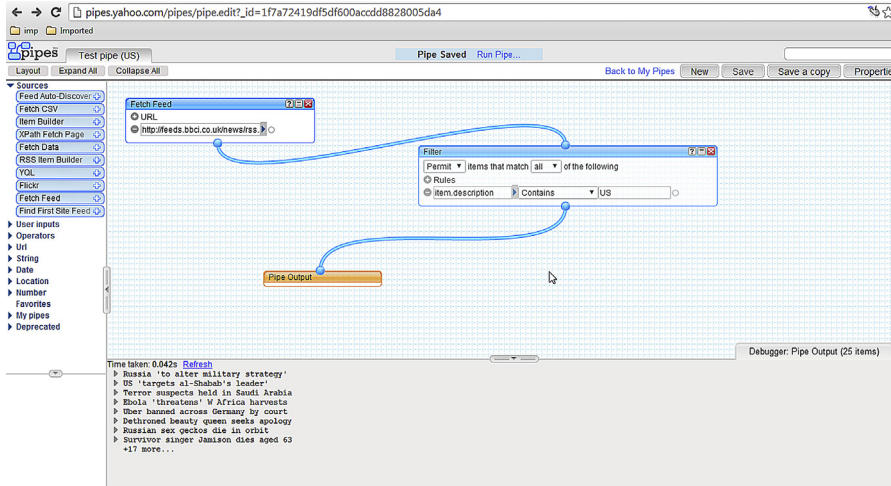 pipes.yahoo.com/pipes/pipe.edit?_id=1f7a72419df5df600accdd8828005da4
imp Imported
pipes Test pipe (US) Pipe Saved Run Pipe...
Layout Expand All Collapse All Back to My Pipes New Save Save a copy Propertie
Sources
Feed Auto-Discover
Fetch CSV
Item Builder
XPath Fetch Page
Fetch Data
RSS Item Builder
YQL
Flickr
Fetch Feed
Find First Site Feed
User inputs
Operators
Url
String
Date
Location
Number
Favorites
My pipes
Deprecated
Fetch Feed
URL
http://feeds.bbci.co.uk/news/rss.
Filter
Permit items that match all of the following
Rules
item.description Contains US
Pipe Output
Debugger: Pipe Output (25 items)
Time taken: 0.042s Refresh
Russia 'to alter military strategy'
US 'targets al-Shabab's leader'
Terror suspects held in Saudi Arabia
Ebola 'threatens' W Africa harvests
Uber banned across Germany by court
Dethroned beauty queen seeks apology
Russian sex geckos die in orbit
Survivor singer Jamison dies aged 63
+17 more...